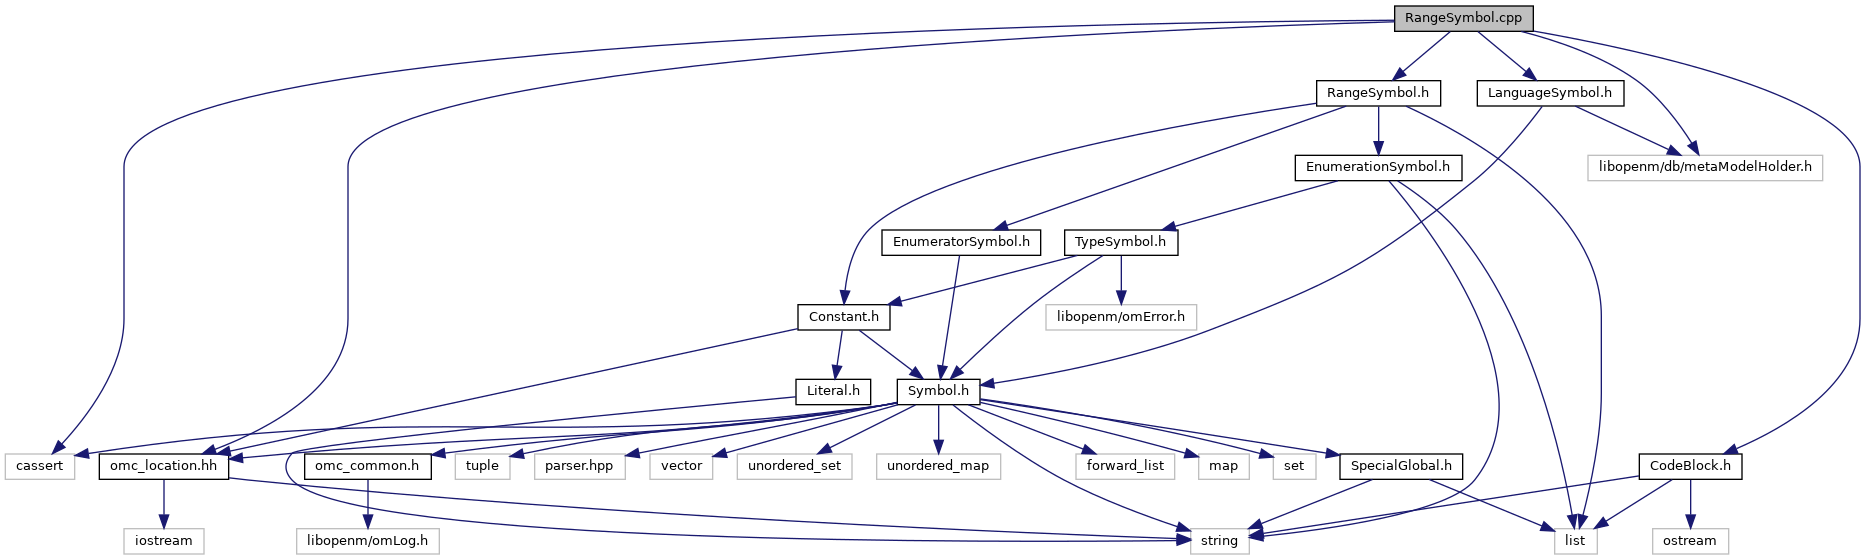 RangeSymbol.cpp
RangeSymbol.h
LanguageSymbol.h
EnumerationSymbol.h
libopenm/db/metaModelHolder.h
EnumeratorSymbol.h
TypeSymbol.h
Constant.h
libopenm/omError.h
Literal.h
Symbol.h
cassert
omc_location.hh
omc_common.h
tuple
parser.hpp
vector
unordered_set
unordered_map
forward_list
map
set
SpecialGlobal.h
CodeBlock.h
iostream
libopenm/omLog.h
string
list
ostream